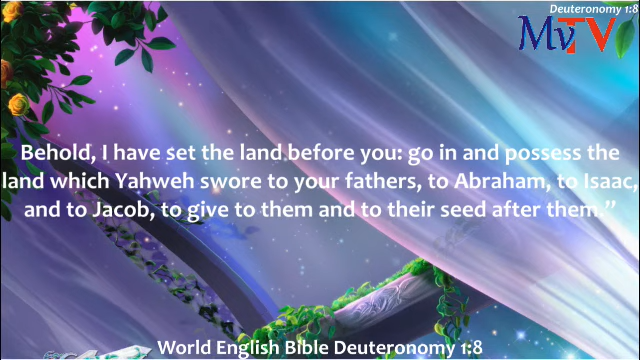 Deuteronomy 1:8
MvTV
Behold, I have set the land before you: go in and possess the
land which Yahweh swore to your fathers, to Abraham, to Isaac,
and to Jacob, to give to them and to their seed after them.”
World English Bible Deuteronomy 1:8